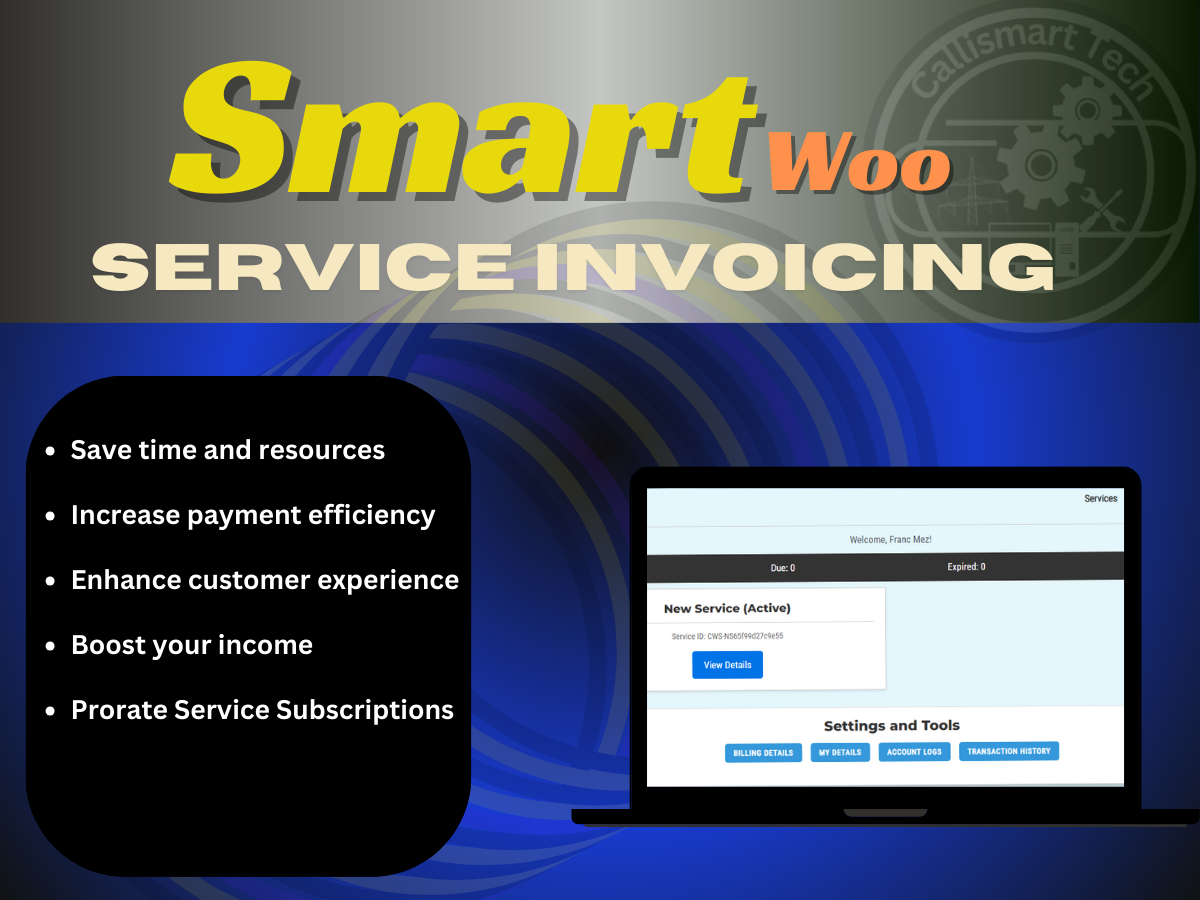 Callismart Tech
Smart Woo
SERVICE INVOICING
• Save time and resources
• Increase payment efficiency
• Enhance customer experience
• Boost your income
• Prorate Service Subscriptions
Services
Welcome, Franc Mez!
Due: 0 Expired: 0
New Service (Active)
Service ID: CWS-NS65f99d27c9e55
View Details
Settings and Tools
BILLING DETAILS MY DETAILS ACCOUNT LOGS TRANSACTION HISTORY